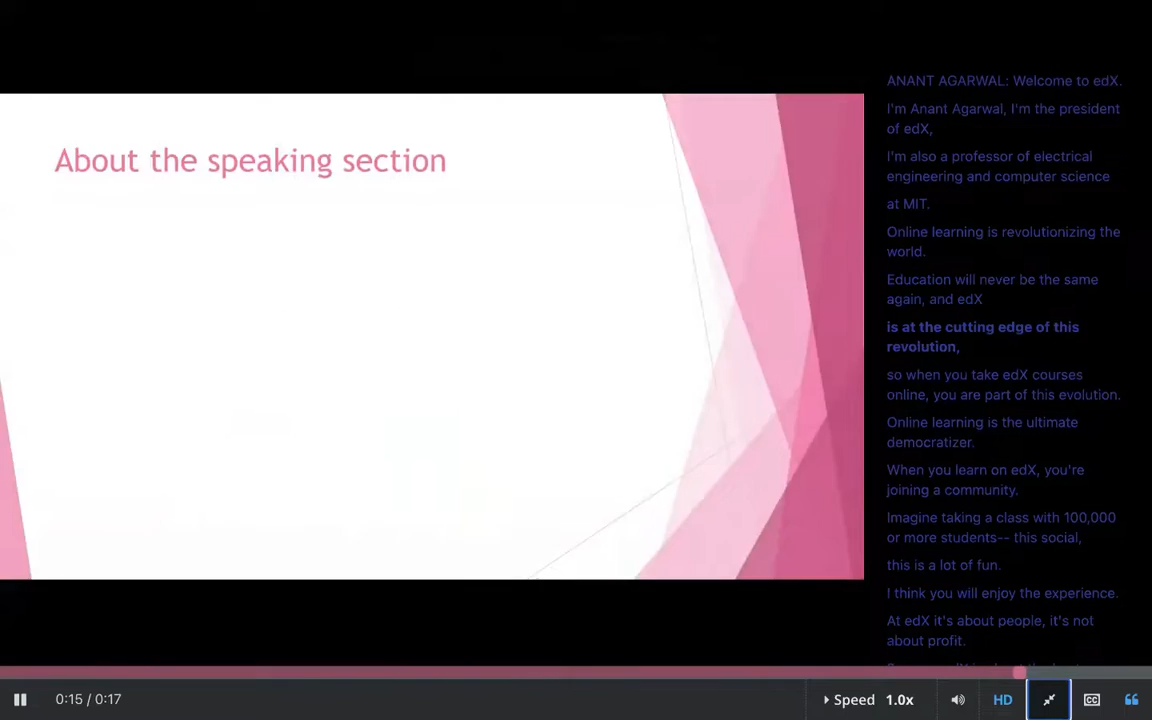 About the speaking section
ANANT AGARWAL: Welcome to edX.
I'm Anant Agarwal, I'm the president
of edX,
I'm also a professor of electrical
engineering and computer science
at MIT.
Online learning is revolutionizing the
world.
Education will never be the same
again, and edX
is at the cutting edge of this
revolution,
so when you take edX courses
online, you are part of this evolution.
Online learning is the ultimate
democratizer.
When you learn on edX, you're
joining a community.
Imagine taking a class with 100,000
or more students-- this social,
this is a lot of fun.
I think you will enjoy the experience.
At edX it's about people, it's not
about profit.
0:15 / 0:17
Speed 1.0x
HD
CC